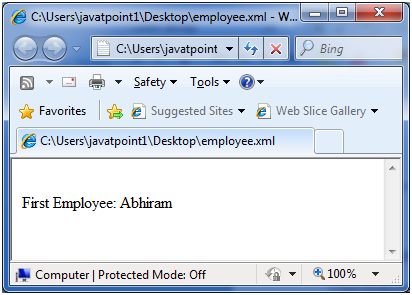 C:\Users\javatpoint1\Desktop\employee.xml - W...
C:\Users\javatpoint
Bing
Safety Tools
Favorites Suggested Sites Web Slice Gallery
C:\Users\javatpoint1\Desktop\employee.xml
First Employee: Abhiram
Computer | Protected Mode: Off 100%